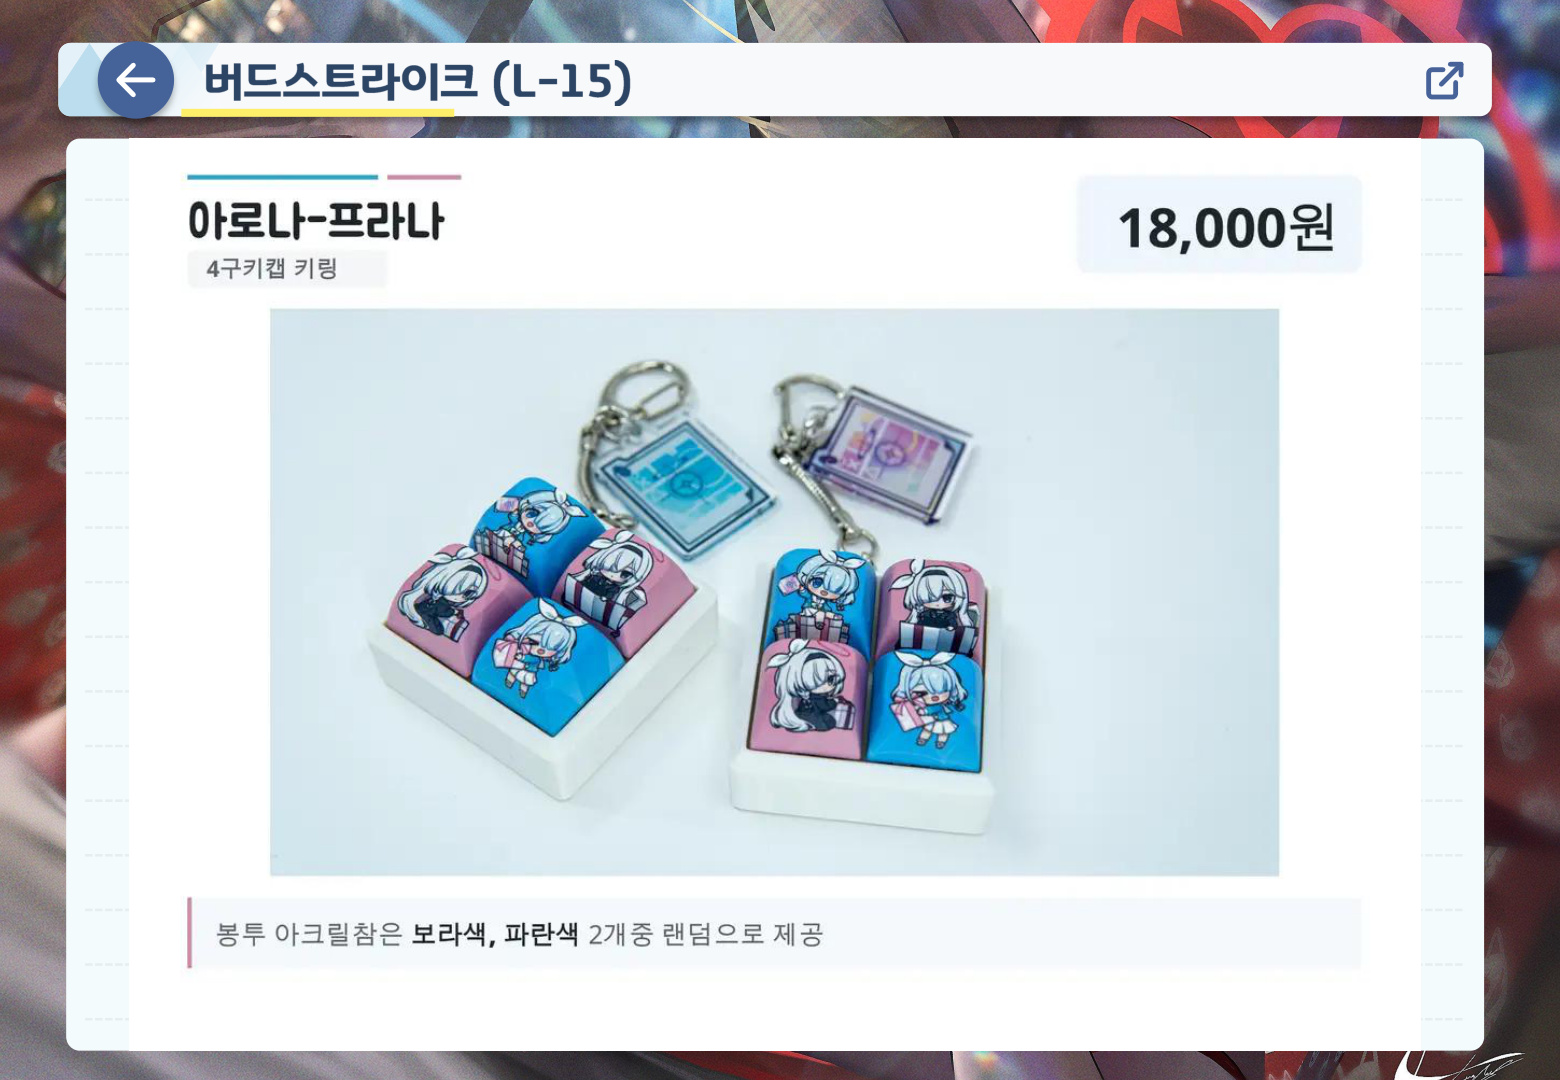 버드스트라이크 (L-15)
아로나-프라나
18,000원
4구키캡 키링
봉투 아크릴참은 보라색, 파란색 2개중 랜덤으로 제공